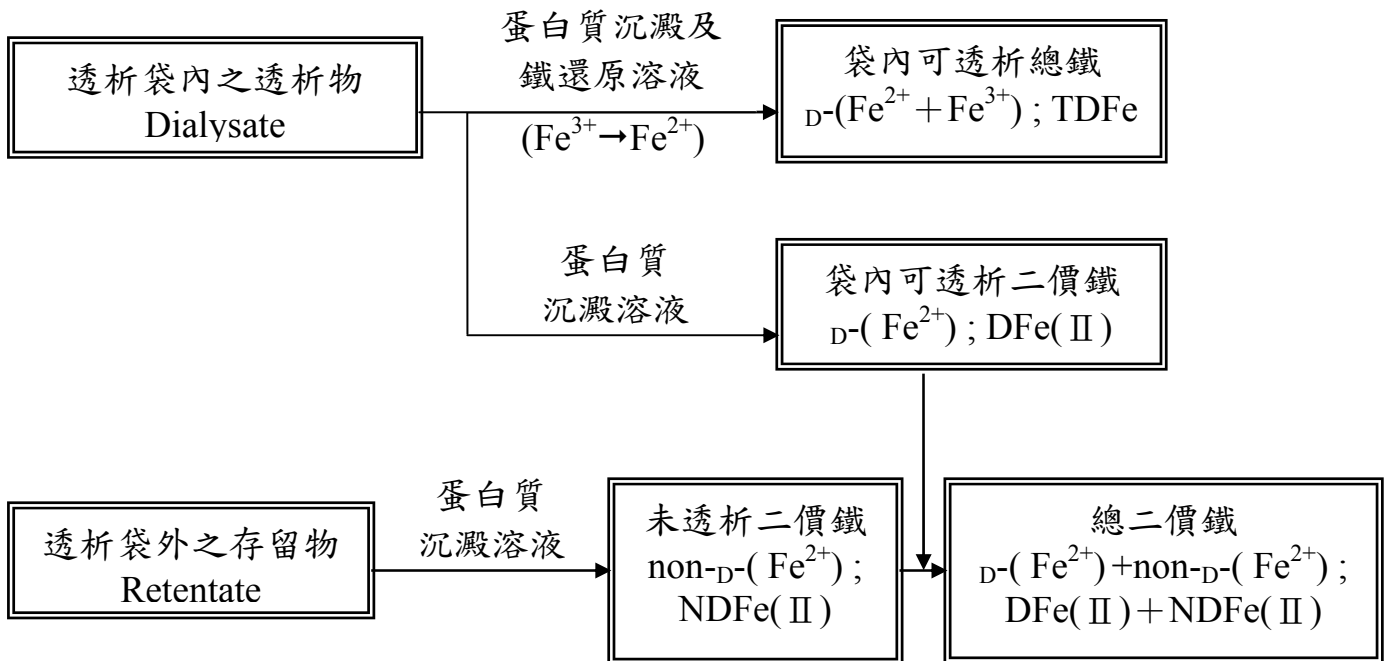 透析袋內之透析物
Dialysate
蛋白質沉澱及
鐵還原溶液
(Fe³⁺→Fe²⁺)
袋內可透析總鐵
D-(Fe²⁺＋Fe³⁺) ; TDFe
蛋白質
沉澱溶液
袋內可透析二價鐵
D-( Fe²⁺) ; DFe(Ⅱ)
透析袋外之存留物
Retentate
蛋白質
沉澱溶液
未透析二價鐵
non-D-( Fe²⁺) ;
NDFe(Ⅱ)
總二價鐵
D-( Fe²⁺)+non-D-( Fe²⁺) ;
DFe(Ⅱ)＋NDFe(Ⅱ)